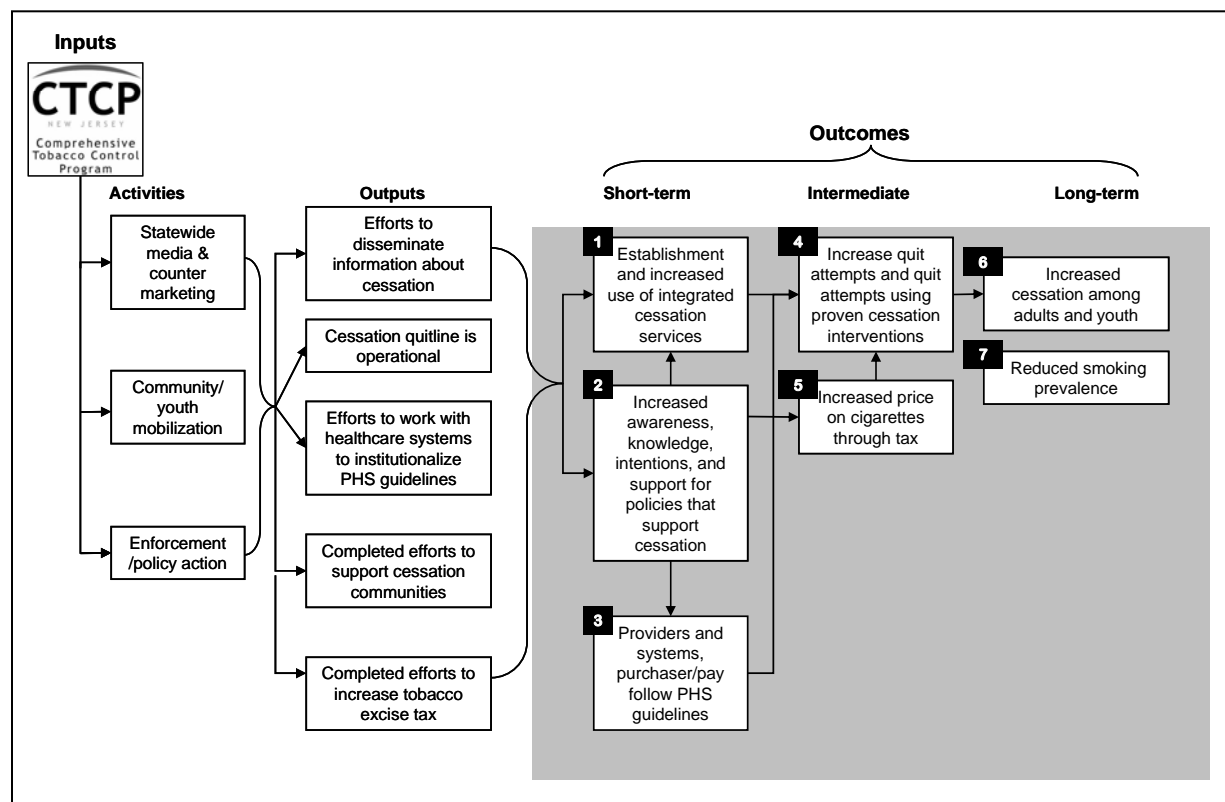 Inputs
CTCP
NEW JERSEY
Comprehensive
Tobacco Control
Program
Outcomes
Activities
Outputs
Short-term
Intermediate
Long-term
Statewide
media &
counter
marketing
Community/
youth
mobilization
Enforcement
/policy action
Efforts to
disseminate
information about
cessation
Cessation quitline is
operational
Efforts to work with
healthcare systems
to institutionalize
PHS guidelines
Completed efforts to
support cessation
communities
Completed efforts to
increase tobacco
excise tax
1
Establishment
and increased
use of integrated
cessation
services
2
Increased
awareness,
knowledge,
intentions, and
support for
policies that
support
cessation
3
Providers and
systems,
purchaser/pay
follow PHS
guidelines
4
Increase quit
attempts and quit
attempts using
proven cessation
interventions
5
Increased price
on cigarettes
through tax
6
Increased
cessation among
adults and youth
7
Reduced smoking
prevalence